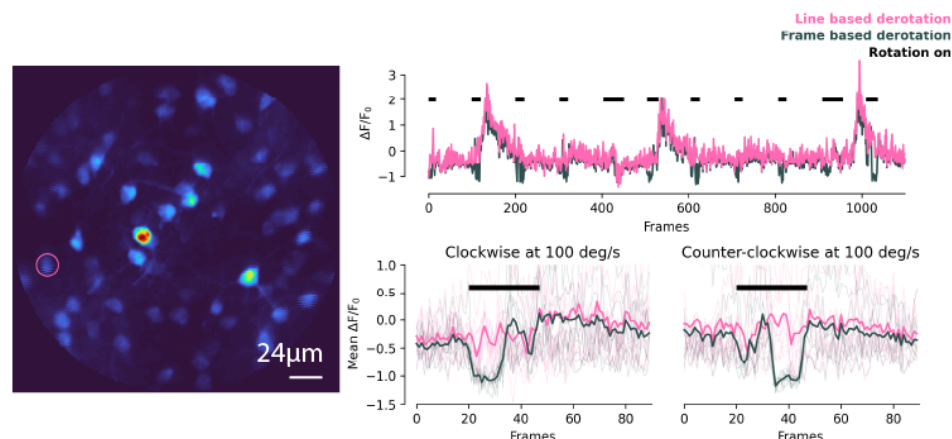 Line based derotation
Frame based derotation
Rotation on
24μm
ΔF/F₀
3
2
1
0
−1
0
200
400
600
800
1000
Frames
Clockwise at 100 deg/s
Mean ΔF/F₀
1.0
0.5
0.0
−0.5
−1.0
−1.5
0
20
40
60
80
Frames
Counter-clockwise at 100 deg/s
0
20
40
60
80
Frames